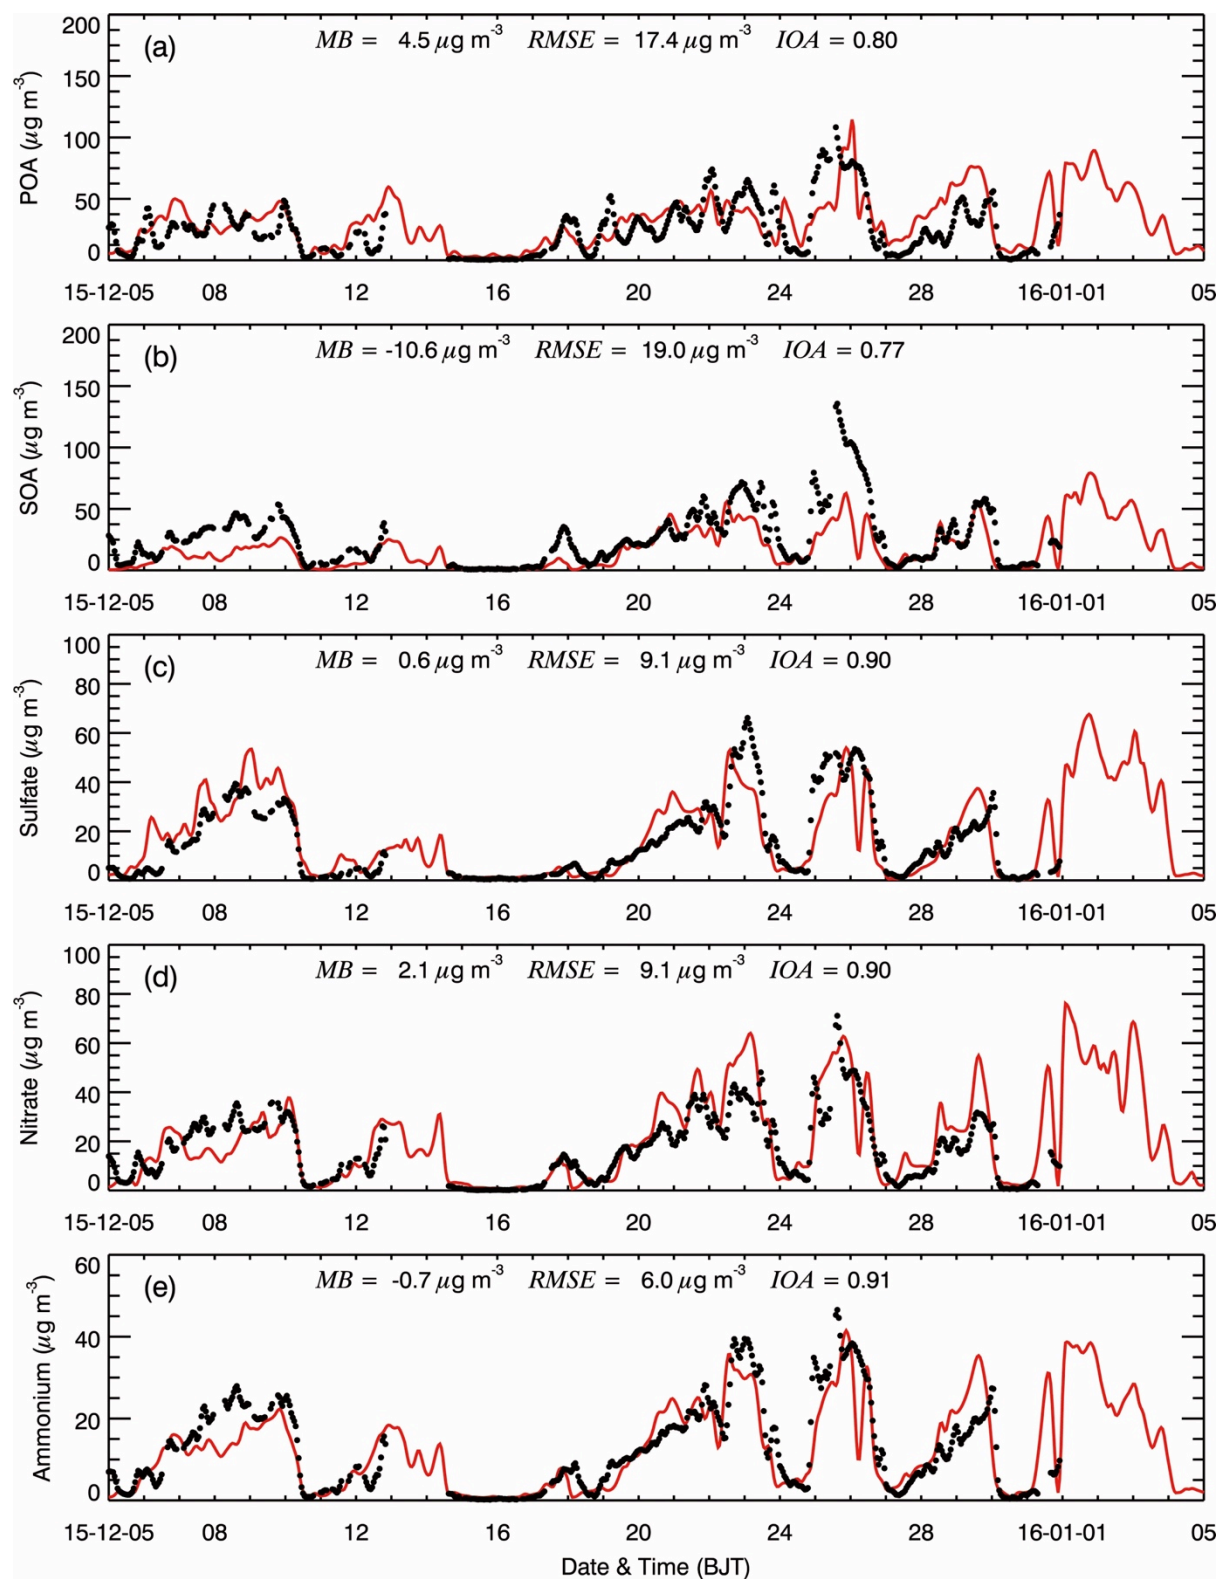 (a) MB = 4.5 µg m-3 RMSE = 17.4 µg m-3 IOA = 0.80
POA (µg m-3)
200
150
100
50
0
15-12-05 08 12 16 20 24 28 16-01-01 05
(b) MB = -10.6 µg m-3 RMSE = 19.0 µg m-3 IOA = 0.77
SOA (µg m-3)
200
150
100
50
0
15-12-05 08 12 16 20 24 28 16-01-01 05
(c) MB = 0.6 µg m-3 RMSE = 9.1 µg m-3 IOA = 0.90
Sulfate (µg m-3)
100
80
60
40
20
0
15-12-05 08 12 16 20 24 28 16-01-01 05
(d) MB = 2.1 µg m-3 RMSE = 9.1 µg m-3 IOA = 0.90
Nitrate (µg m-3)
100
80
60
40
20
0
15-12-05 08 12 16 20 24 28 16-01-01 05
(e) MB = -0.7 µg m-3 RMSE = 6.0 µg m-3 IOA = 0.91
Ammonium (µg m-3)
60
40
20
0
15-12-05 08 12 16 20 24 28 16-01-01 05
Date & Time (BJT)